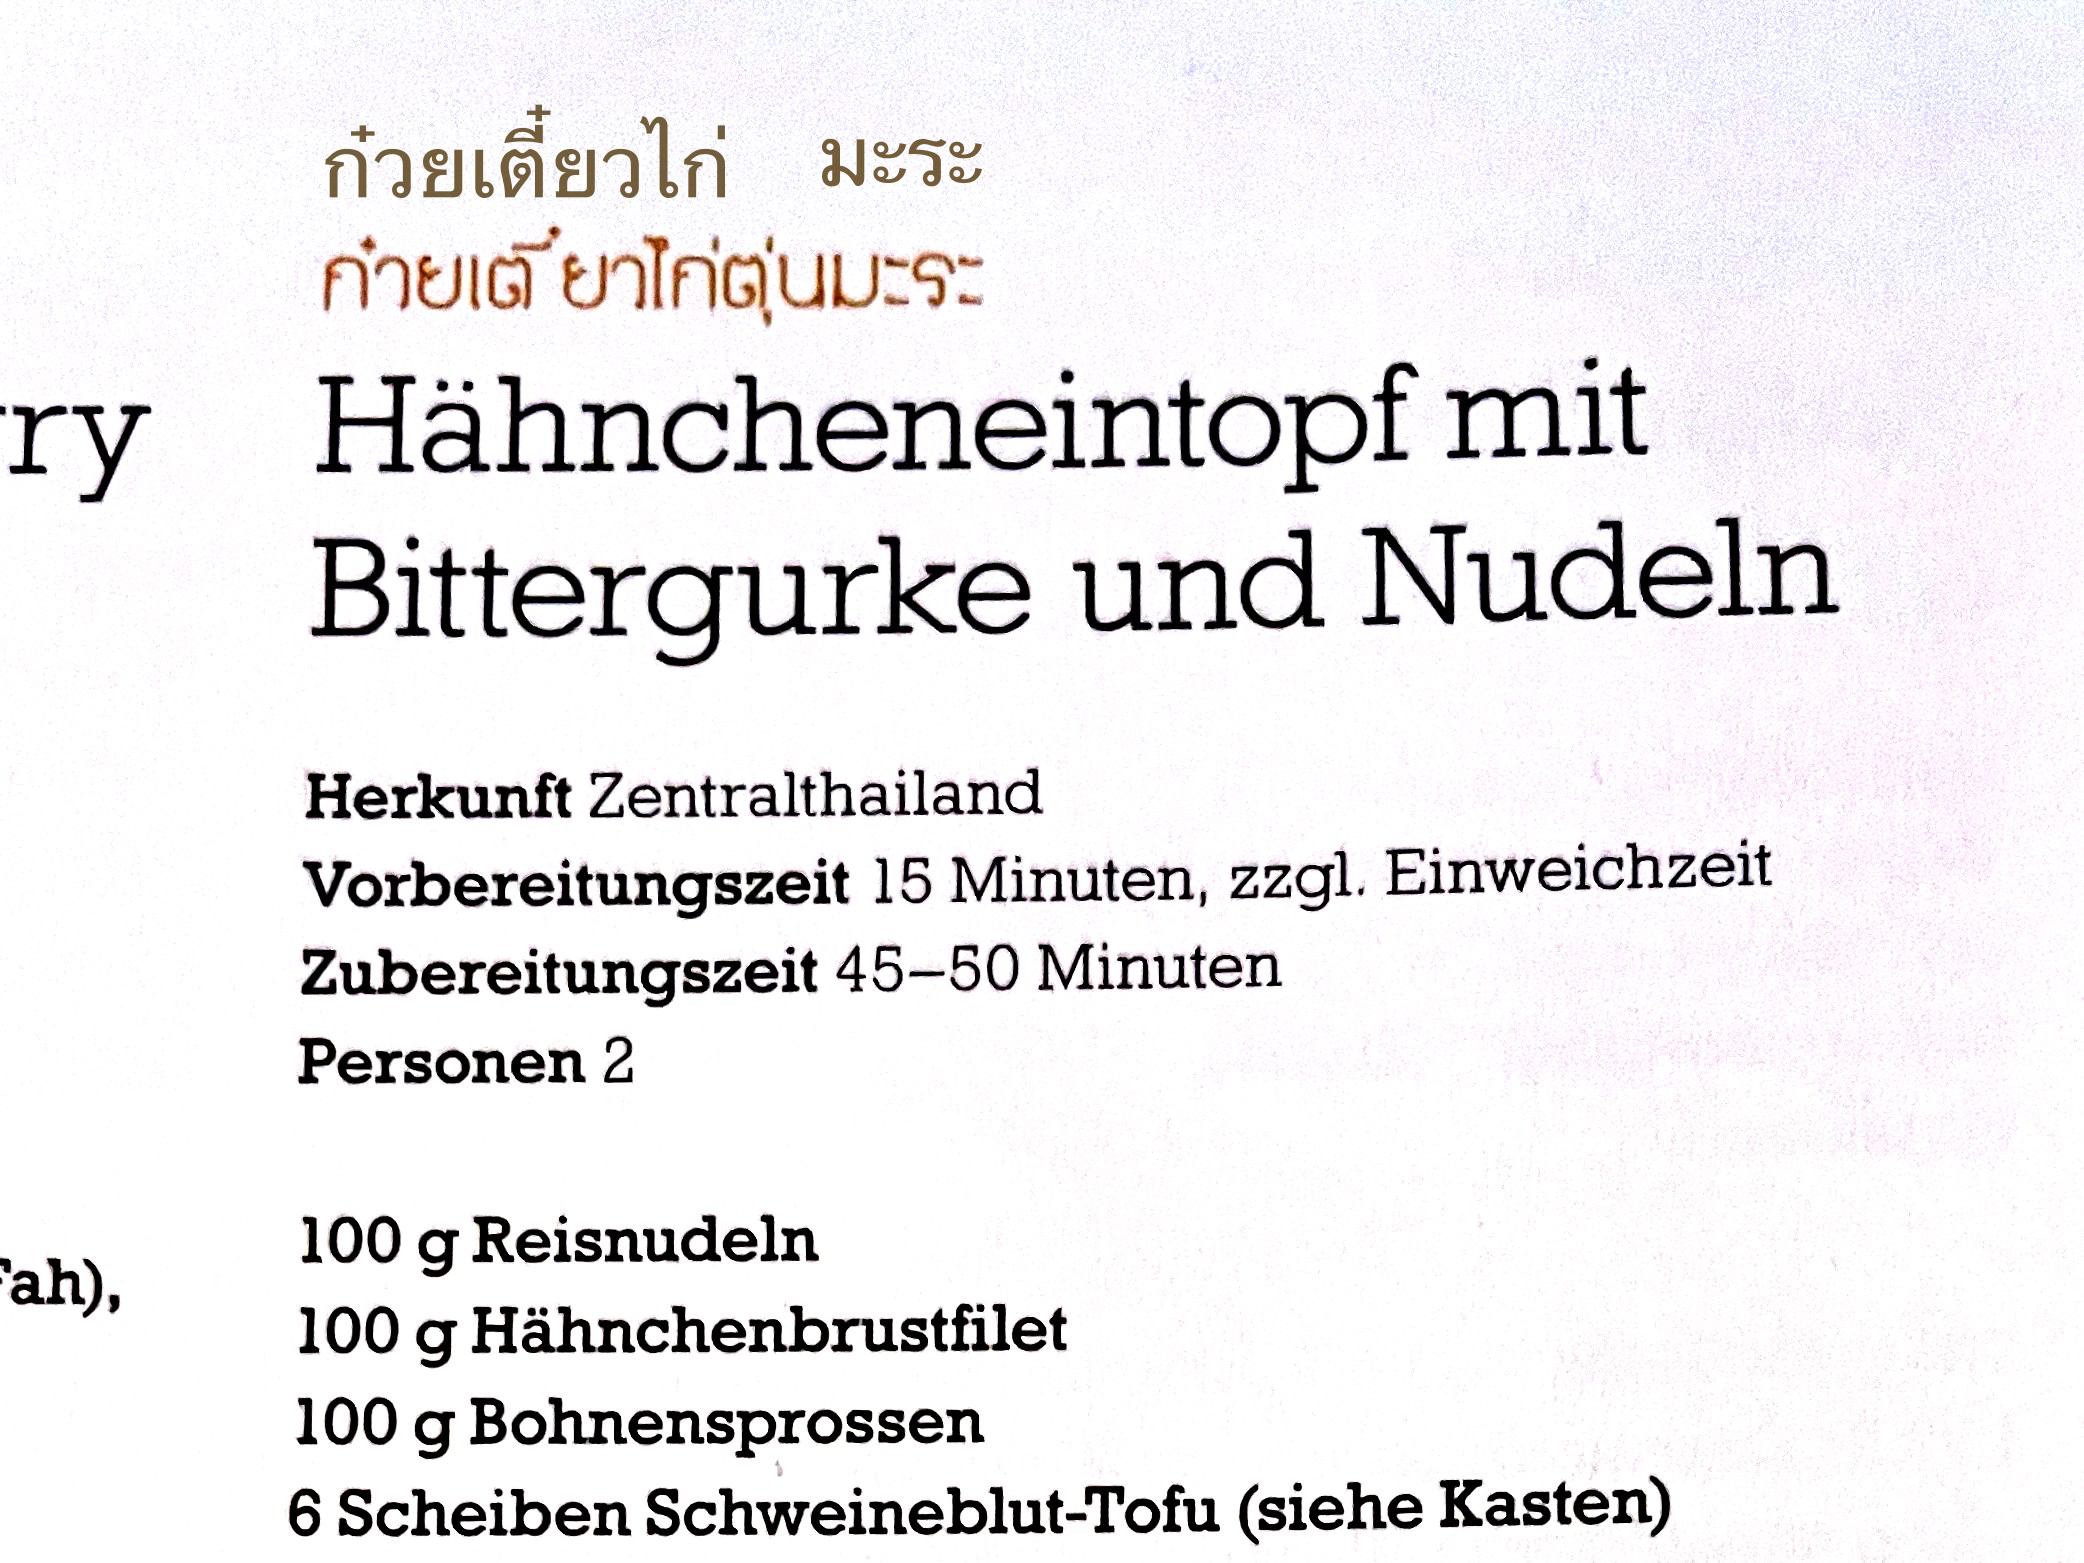 ก๋วยเตี๋ยวไก่ มะระ
ก๋วยเตี๋ยวไก่ตุ่นมะระ
Hähncheneintopf mit
Bittergurke und Nudeln
rry
Herkunft Zentralthailand
Vorbereitungszeit 15 Minuten, zzgl. Einweichzeit
Zubereitungszeit 45–50 Minuten
Personen 2
100 g Reisnudeln
Fah),
100 g Hähnchenbrustfilet
100 g Bohnensprossen
6 Scheiben Schweineblut-Tofu (siehe Kasten)